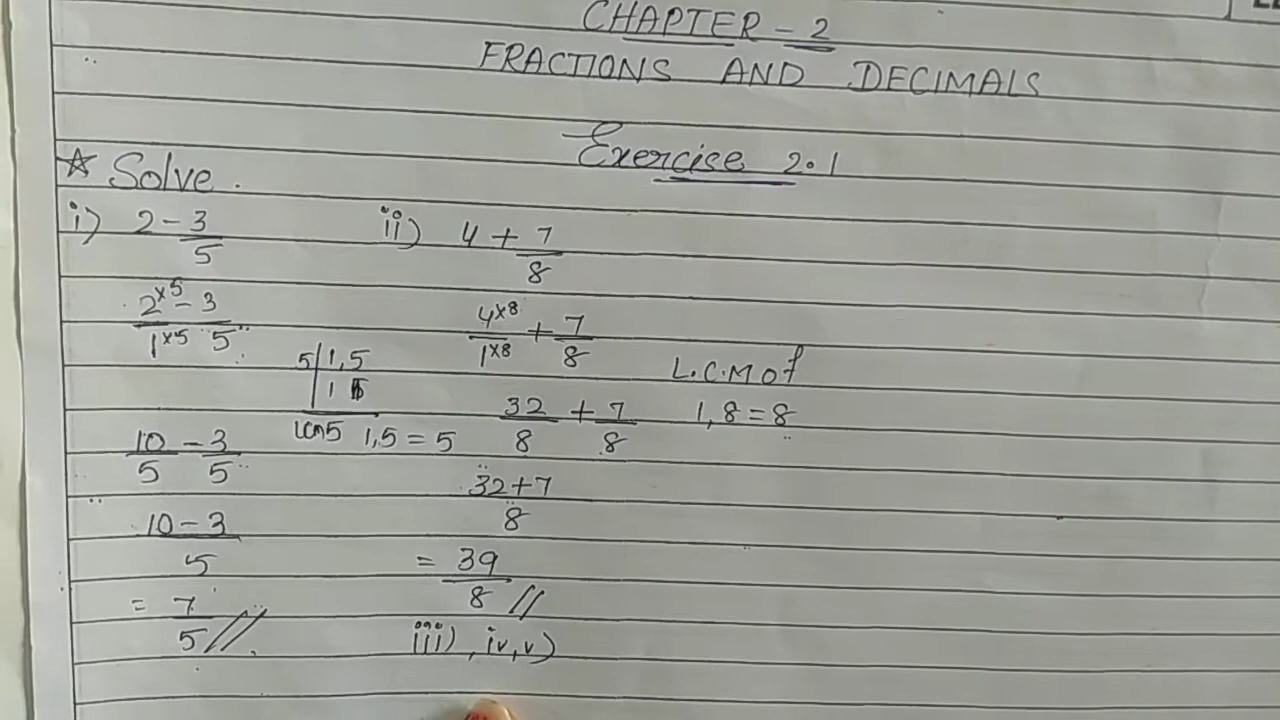 CHAPTER - 2
FRACTIONS AND DECIMALS
Exercise 2.1
☆ Solve.
i) 2 - 3/5
2×5/1×5 - 3/5
5 | 1,5
1
LCM 1,5 = 5
10/5 - 3/5
10 - 3/5
= 7/5 //.
ii) 4 + 7/8
4×8/1×8 + 7/8
L.C.M of
1,8 = 8
32/8 + 7/8
32+7/8
= 39/8 //
iii), iv, v)